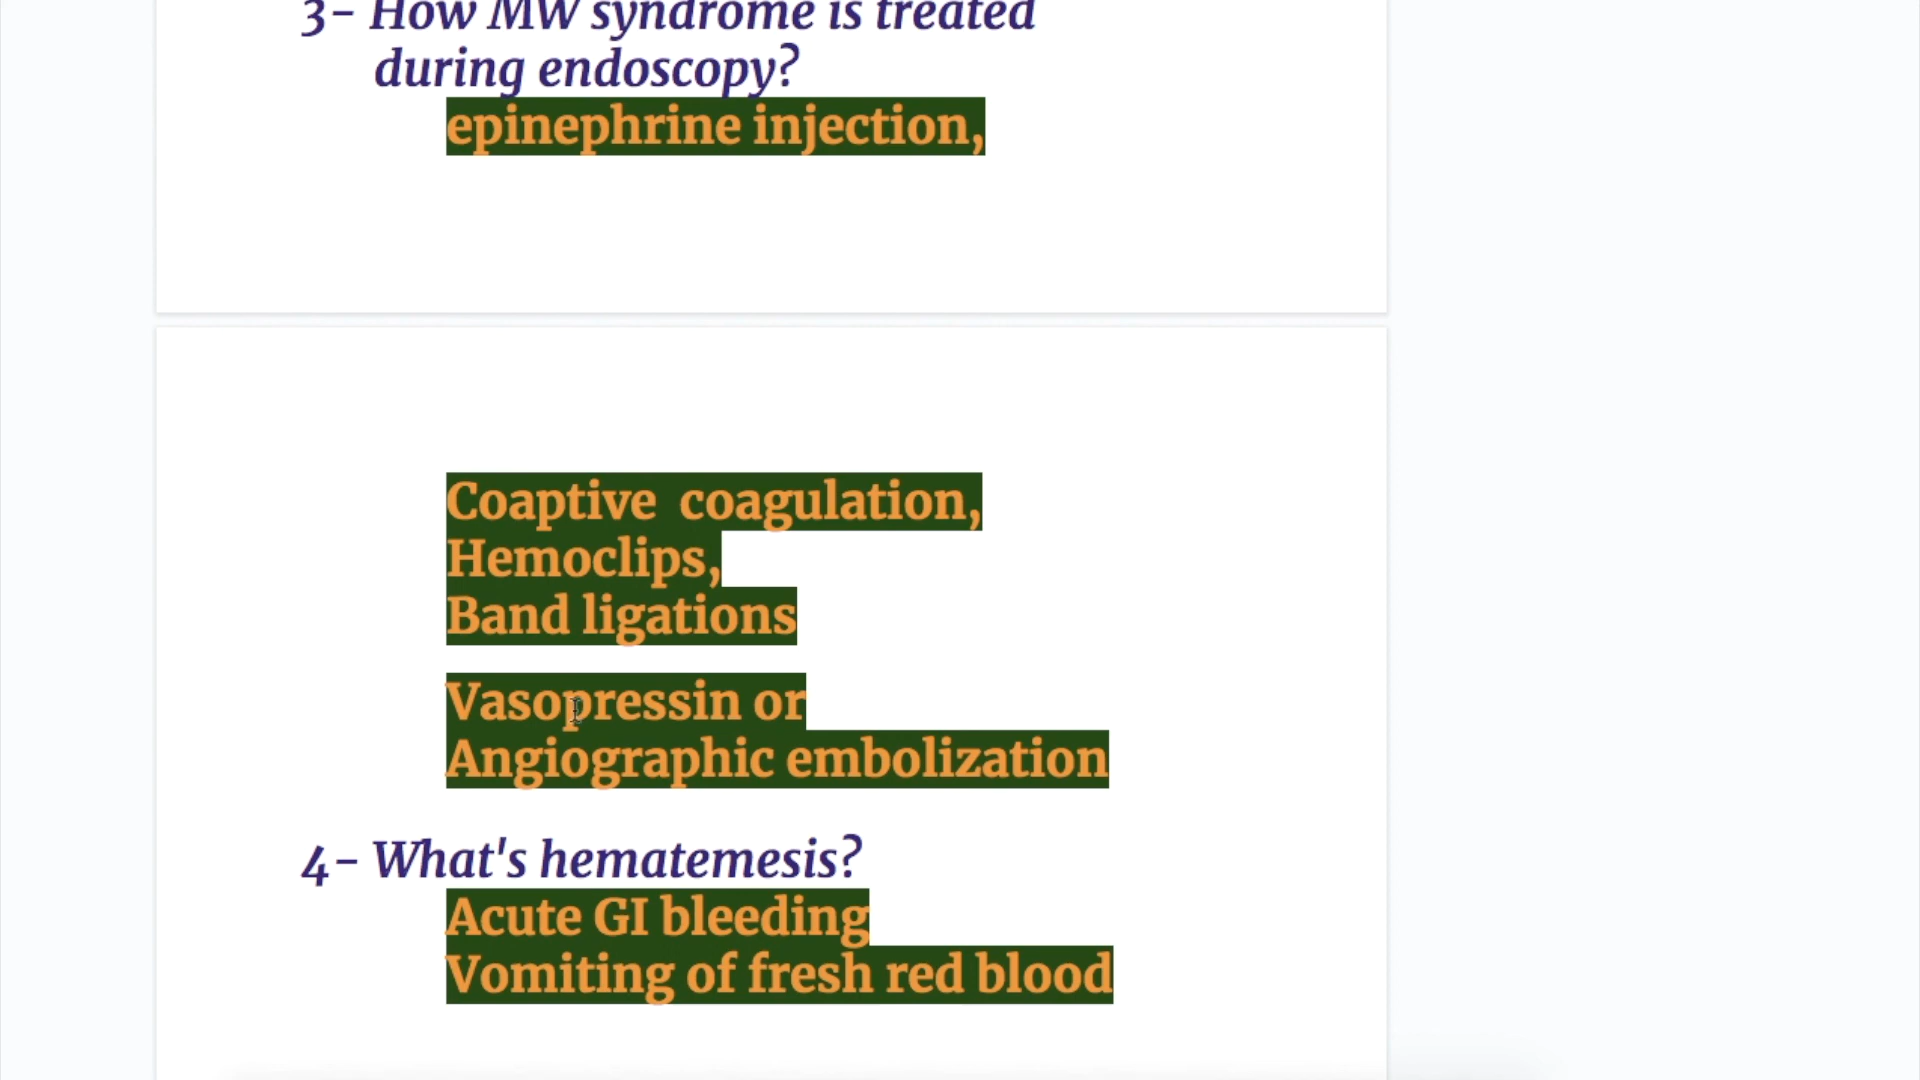 3- How MW syndrome is treated
during endoscopy?
epinephrine injection,
Coaptive  coagulation,
Hemoclips,
Band ligations
Vasopressin or
Angiographic embolization
4- What's hematemesis?
Acute GI bleeding
Vomiting of fresh red blood